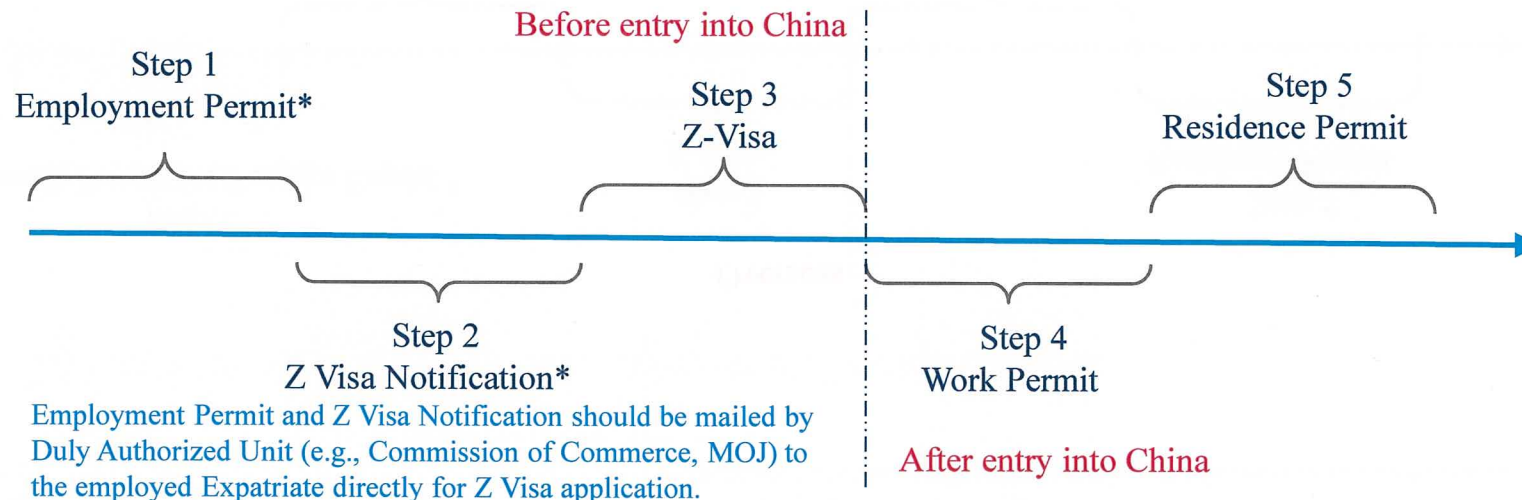 Before entry into China
Step 1
Employment Permit*
Step 3
Z-Visa
Step 5
Residence Permit
Step 2
Z Visa Notification*
Step 4
Work Permit
Employment Permit and Z Visa Notification should be mailed by
Duly Authorized Unit (e.g., Commission of Commerce, MOJ) to
the employed Expatriate directly for Z Visa application.
After entry into China